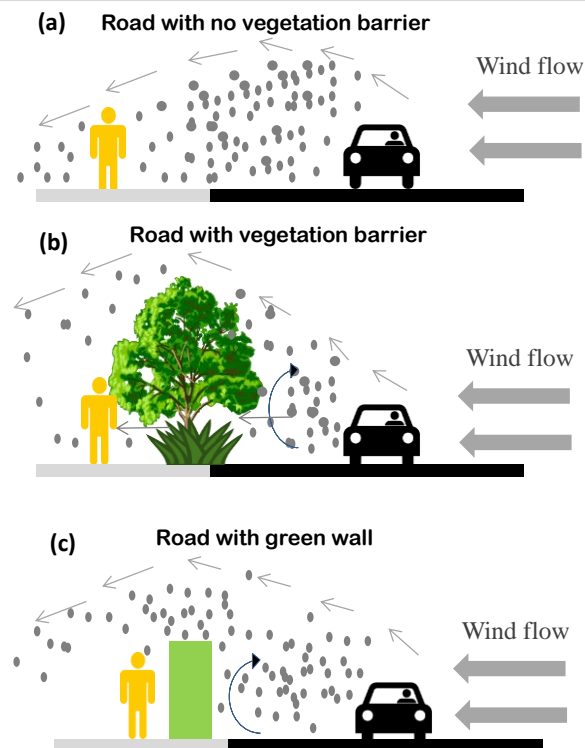 (a)
Road with no vegetation barrier
Wind flow
(b)
Road with vegetation barrier
Wind flow
(c)
Road with green wall
Wind flow